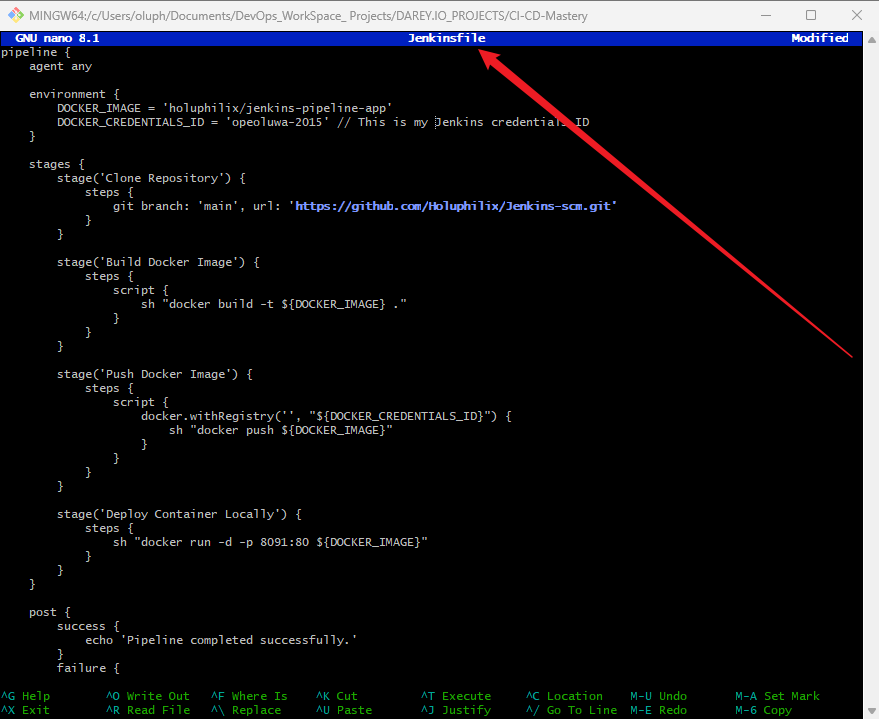 MINGW64:/c/Users/oluph/Documents/DevOps_WorkSpace_ Projects/DAREY.IO_PROJECTS/CI-CD-Mastery
GNU nano 8.1 Jenkinsfile Modified
pipeline {
    agent any

    environment {
        DOCKER_IMAGE = 'holuphilix/jenkins-pipeline-app'
        DOCKER_CREDENTIALS_ID = 'opeoluwa-2015' // This is my Jenkins credentials ID
    }

    stages {
        stage('Clone Repository') {
            steps {
                git branch: 'main', url: 'https://github.com/Holuphilix/Jenkins-scm.git'
            }
        }

        stage('Build Docker Image') {
            steps {
                script {
                    sh "docker build -t ${DOCKER_IMAGE} ."
                }
            }
        }

        stage('Push Docker Image') {
            steps {
                script {
                    docker.withRegistry('', "${DOCKER_CREDENTIALS_ID}") {
                        sh "docker push ${DOCKER_IMAGE}"
                    }
                }
            }
        }

        stage('Deploy Container Locally') {
            steps {
                sh "docker run -d -p 8091:80 ${DOCKER_IMAGE}"
            }
        }
    }

    post {
        success {
            echo 'Pipeline completed successfully.'
        }
        failure {
^G Help ^O Write Out ^F Where Is ^K Cut ^T Execute ^C Location M-U Undo M-A Set Mark
^X Exit ^R Read File ^\ Replace ^U Paste ^J Justify ^/ Go To Line M-E Redo M-6 Copy